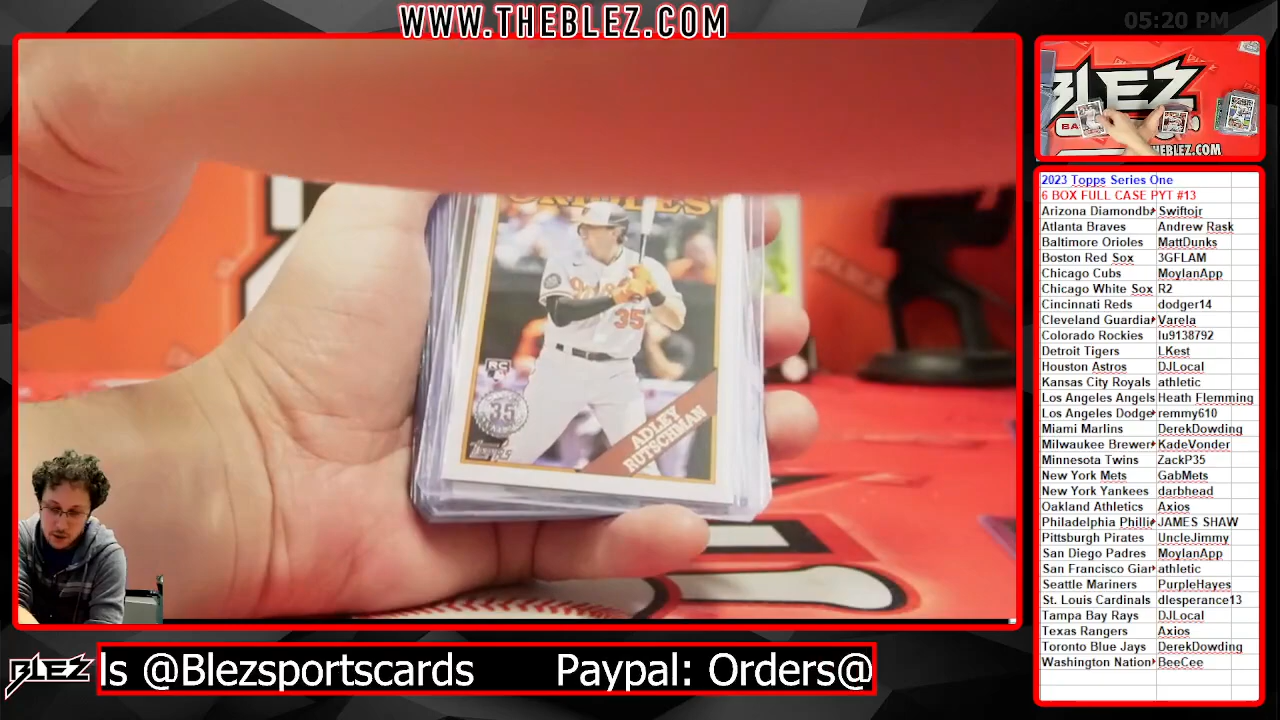 WWW.THEBLEZ.COM
05:20 PM
BLEZ
BA
THEBLEZ.COM
ORIOLES
35
RC
35
Topps
ADLEY
RUTSCHMAN
2023 Topps Series One
6 BOX FULL CASE PYT #13
Arizona Diamondba Swiftojr
Atlanta Braves Andrew Rask
Baltimore Orioles MattDunks
Boston Red Sox 3GFLAM
Chicago Cubs MoylanApp
Chicago White Sox R2
Cincinnati Reds dodger14
Cleveland Guardia Varela
Colorado Rockies lu9138792
Detroit Tigers LKest
Houston Astros DJLocal
Kansas City Royals athletic
Los Angeles Angels Heath Flemming
Los Angeles Dodge remmy610
Miami Marlins DerekDowding
Milwaukee Brewer KadeVonder
Minnesota Twins ZackP35
New York Mets GabMets
New York Yankees darbhead
Oakland Athletics Axios
Philadelphia Philli JAMES SHAW
Pittsburgh Pirates UncleJimmy
San Diego Padres MoylanApp
San Francisco Giar athletic
Seattle Mariners PurpleHayes
St. Louis Cardinals dlesperance13
Tampa Bay Rays DJLocal
Texas Rangers Axios
Toronto Blue Jays DerekDowding
Washington Nation BeeCee
BLEZ
ls @Blezsportscards Paypal: Orders@